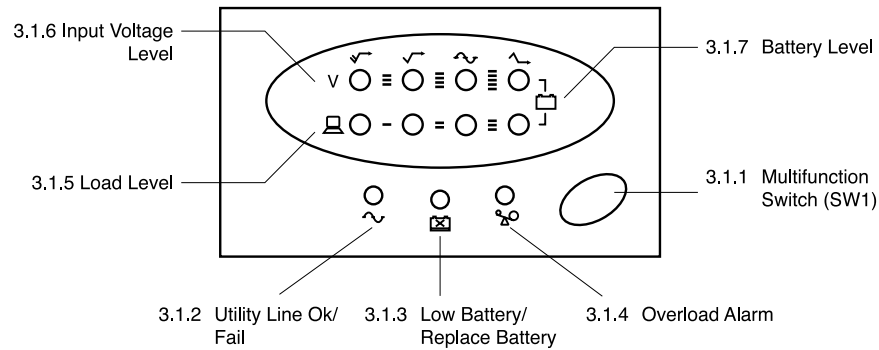 3.1.6 Input Voltage
Level
3.1.7 Battery Level
V
3.1.5 Load Level
3.1.1 Multifunction
Switch (SW1)
3.1.2 Utility Line Ok/
Fail
3.1.3 Low Battery/
Replace Battery
3.1.4 Overload Alarm